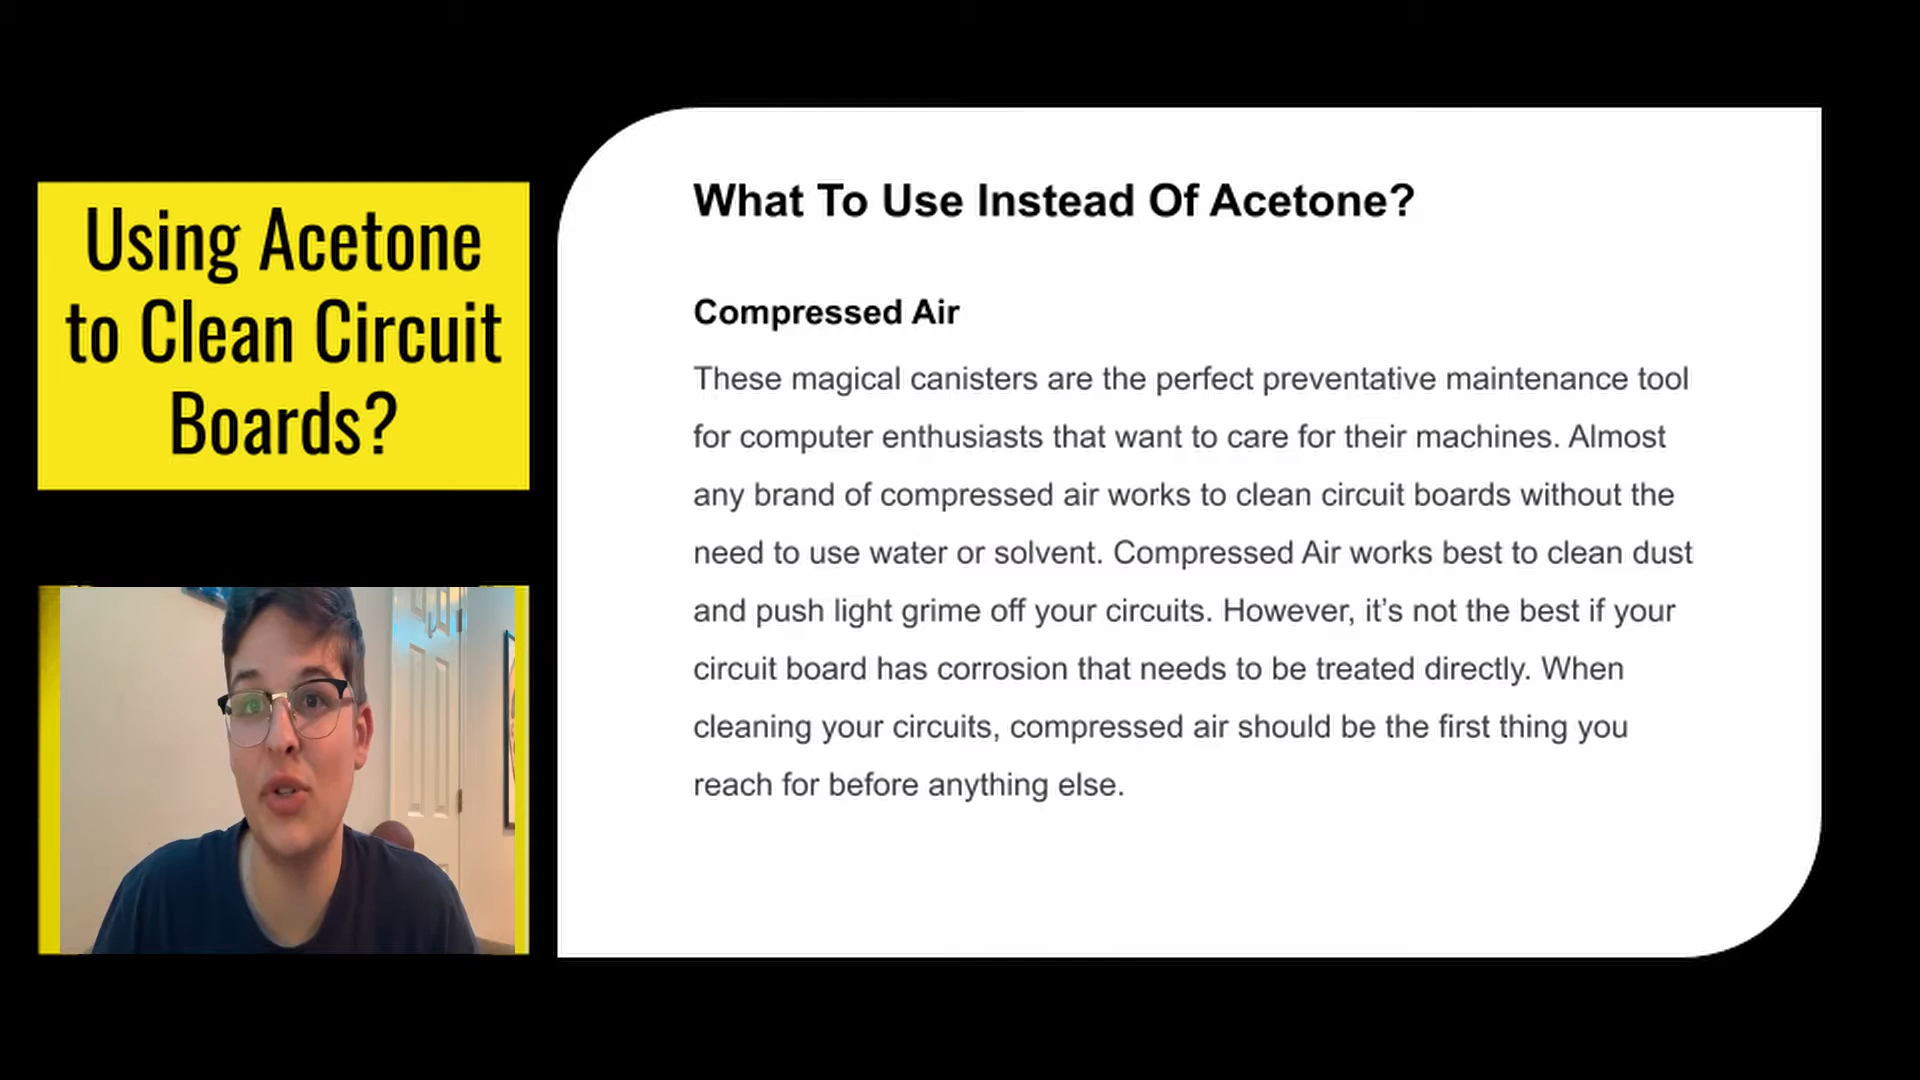 Using Acetone
to Clean Circuit
Boards?
What To Use Instead Of Acetone?
Compressed Air
These magical canisters are the perfect preventative maintenance tool
for computer enthusiasts that want to care for their machines. Almost
any brand of compressed air works to clean circuit boards without the
need to use water or solvent. Compressed Air works best to clean dust
and push light grime off your circuits. However, it’s not the best if your
circuit board has corrosion that needs to be treated directly. When
cleaning your circuits, compressed air should be the first thing you
reach for before anything else.